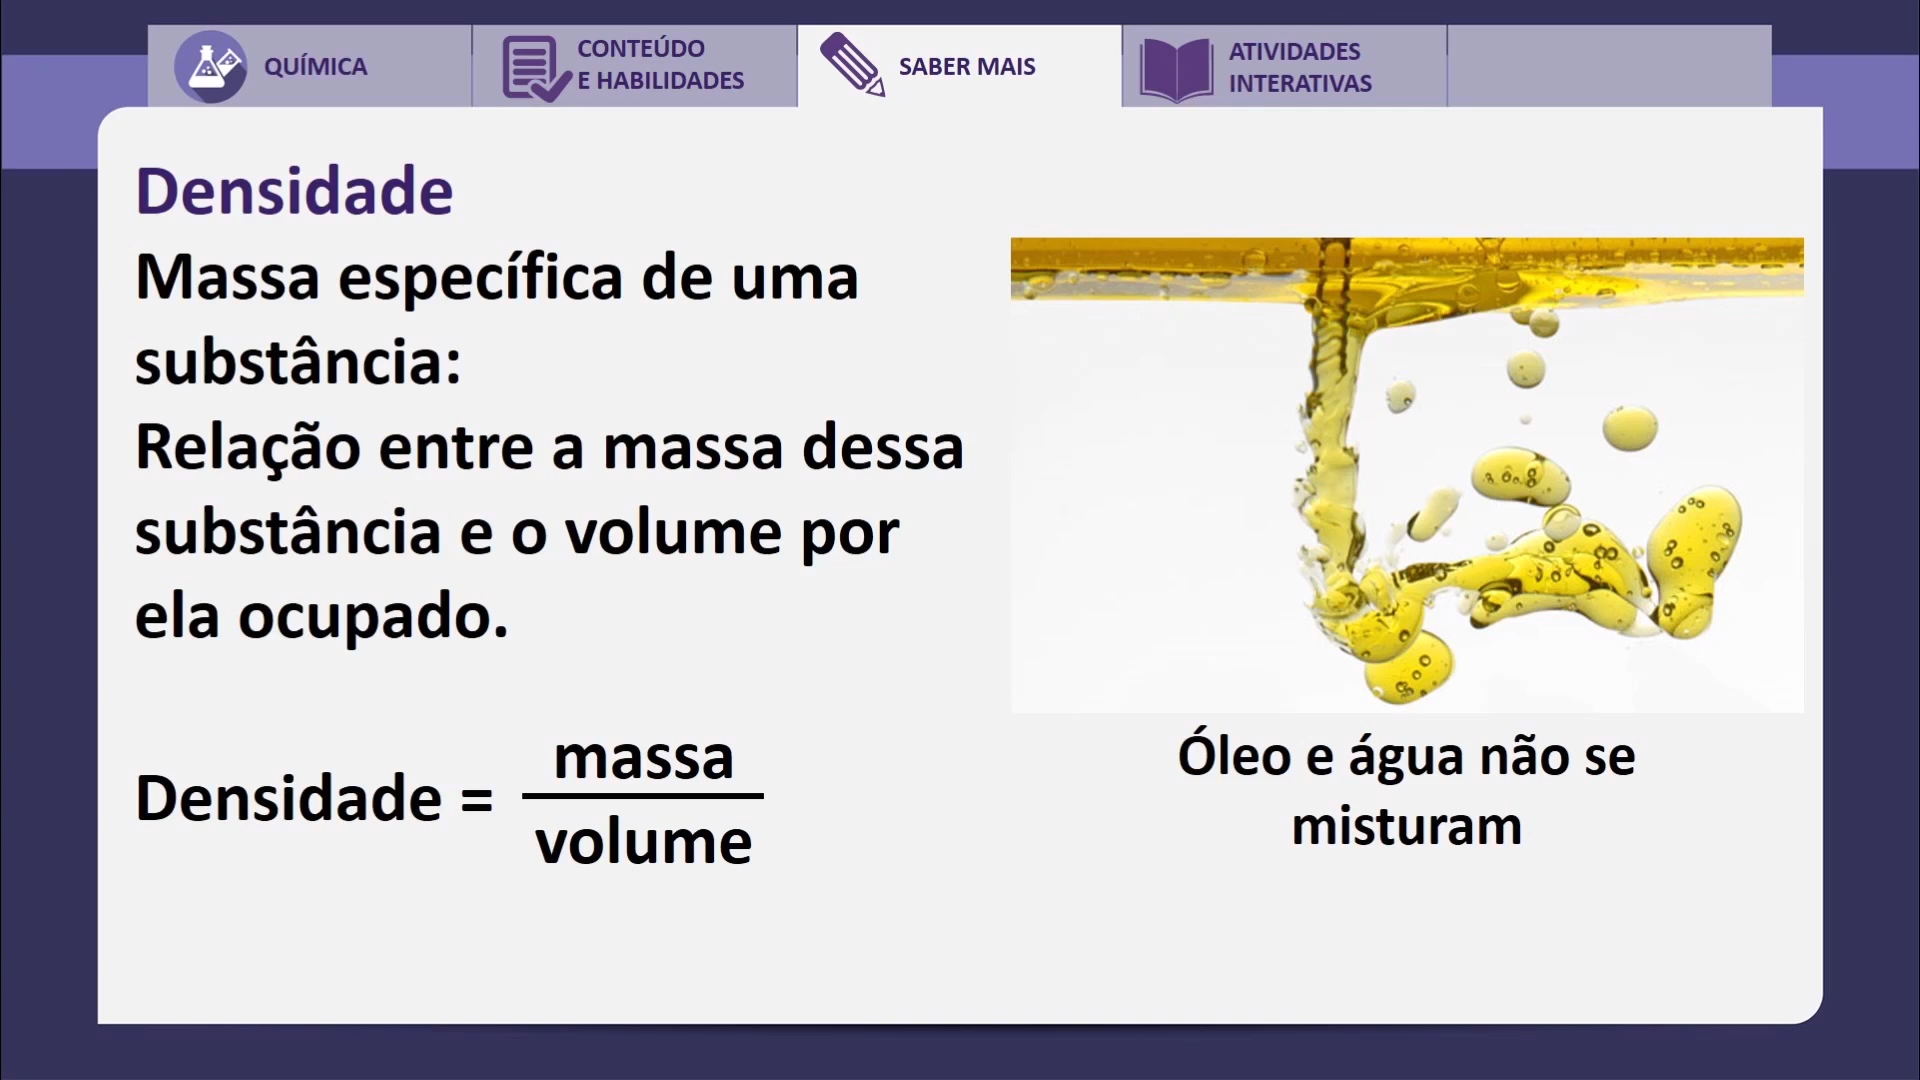 QUÍMICA
CONTEÚDO
E HABILIDADES
SABER MAIS
ATIVIDADES
INTERATIVAS
Densidade
Massa específica de uma
substância:
Relação entre a massa dessa
substância e o volume por
ela ocupado.
Densidade = massa
volume
Óleo e água não se
misturam